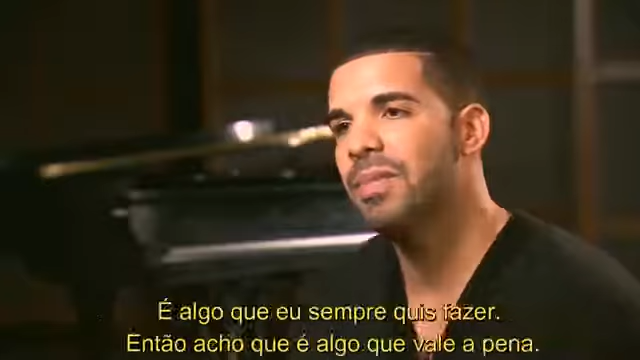 É algo que eu sempre quis fazer.
Então acho que é algo que vale a pena.